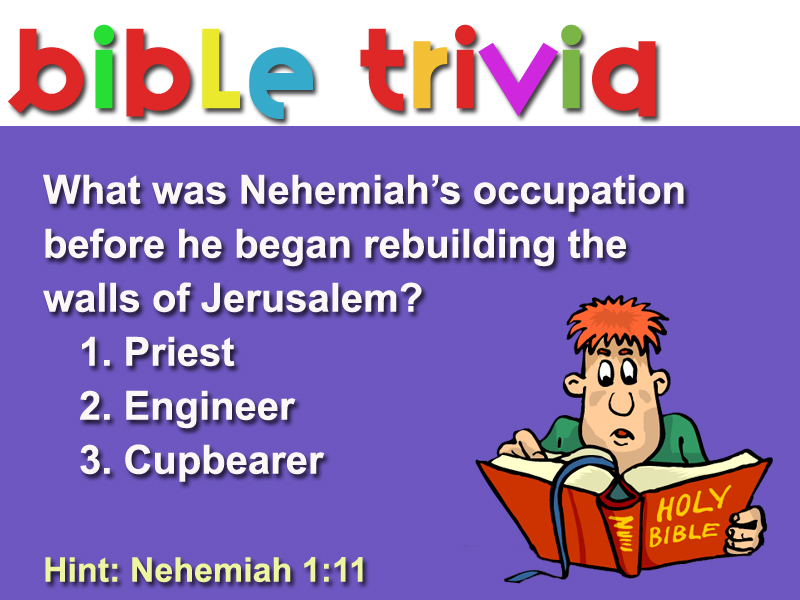 bible trivia
What was Nehemiah’s occupation
before he began rebuilding the
walls of Jerusalem?
1. Priest
2. Engineer
3. Cupbearer
HOLY
BIBLE
Hint: Nehemiah 1:11